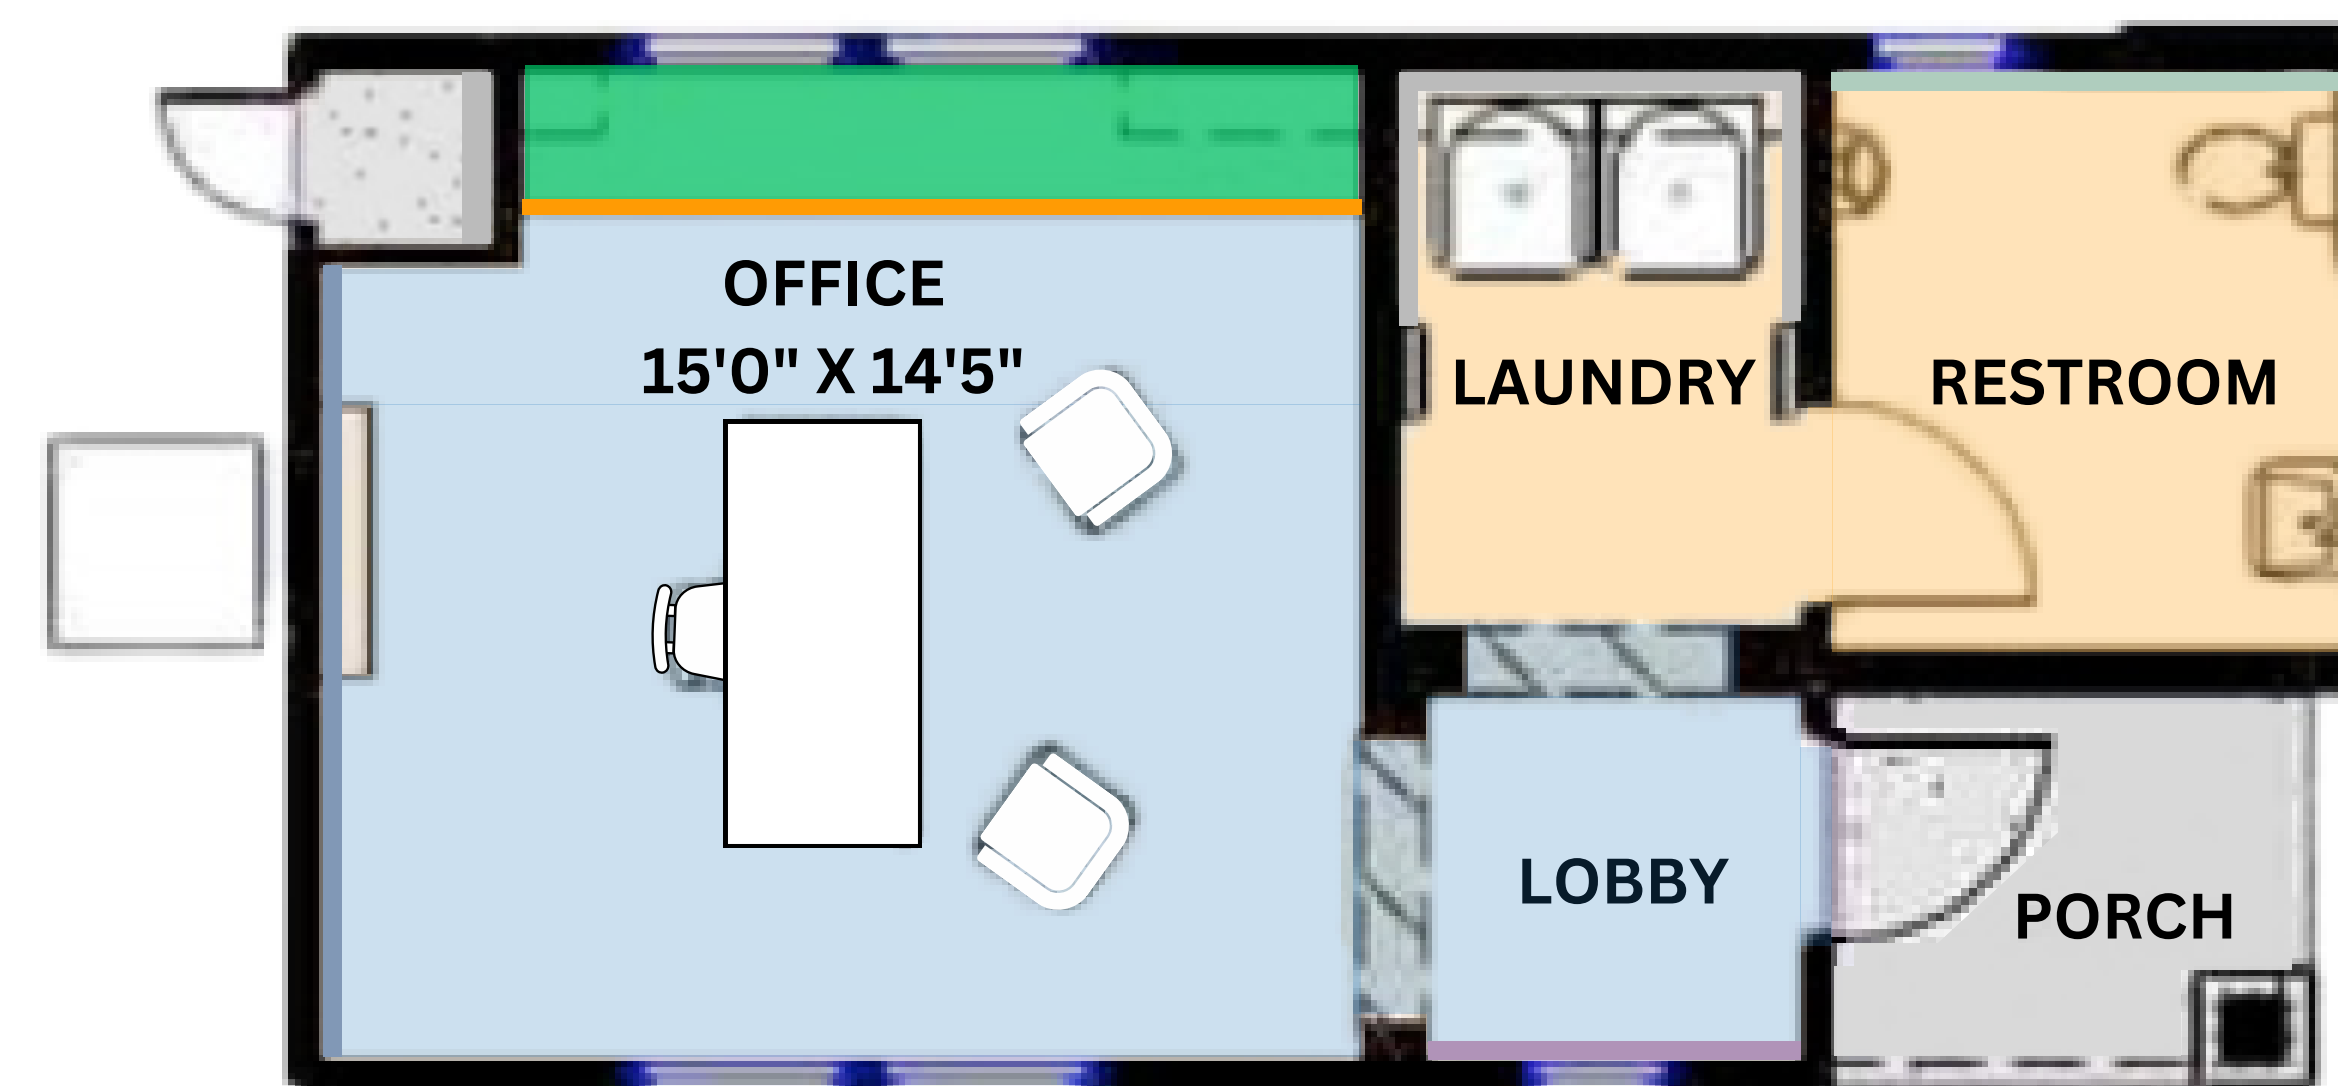 OFFICE
15'0" X 14'5"
LAUNDRY
RESTROOM
LOBBY
PORCH